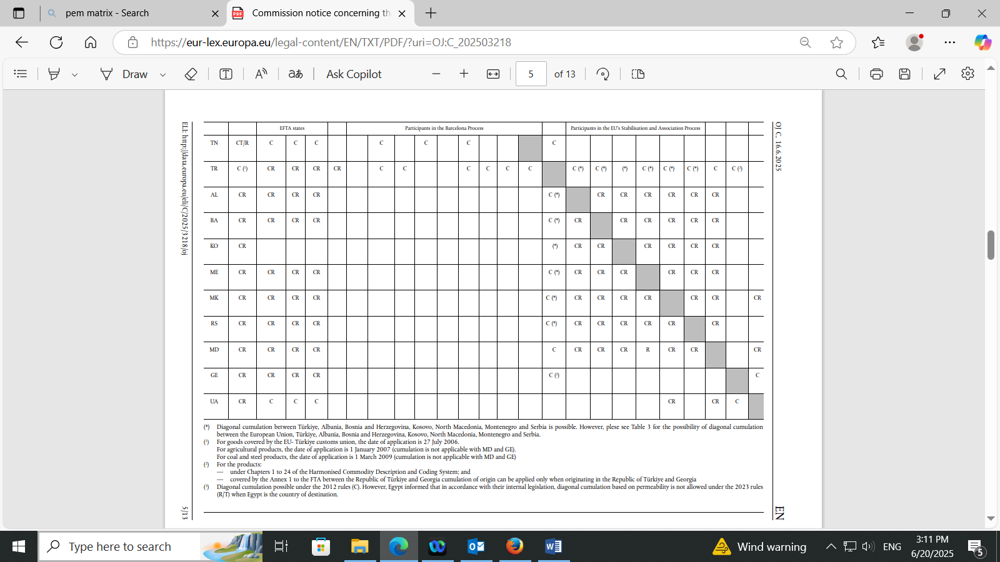 pem matrix - Search
Commission notice concerning th
https://eur-lex.europa.eu/legal-content/EN/TXT/PDF/?uri=OJ:C_202503218
Draw
aあ
Ask Copilot
5 of 13
ELI: http://data.europa.eu/eli/C/2025/3218/oj
OJ C, 16.6.2025
EFTA states Participants in the Barcelona Process Participants in the EU's Stabilisation and Association Process
TN CT/R C C C C C C C
TR C (¹) CR CR CR CR C C C C C C C (*) C (*) (*) C (*) C (*) C (*) C C (²)
AL CR CR CR CR C (*) CR CR CR CR CR CR
BA CR CR CR CR C (*) CR CR CR CR CR CR
KO CR (*) CR CR CR CR CR CR
ME CR CR CR CR C (*) CR CR CR CR CR CR
MK CR CR CR CR C (*) CR CR CR CR CR CR CR
RS CR CR CR CR C (*) CR CR CR CR CR CR
MD CR CR CR CR C CR CR CR R CR CR CR
GE CR CR CR CR C (²) C
UA CR C C C CR CR C
(*) Diagonal cumulation between Türkiye, Albania, Bosnia and Herzegovina, Kosovo, North Macedonia, Montenegro and Serbia is possible. However, plese see Table 3 for the possibility of diagonal cumulation
between the European Union, Türkiye, Albania, Bosnia and Herzegovina, Kosovo, North Macedonia, Montenegro and Serbia.
(¹) For goods covered by the EU- Türkiye customs union, the date of application is 27 July 2006.
For agricultural products, the date of application is 1 January 2007 (cumulation is not applicable with MD and GE).
For coal and steel products, the date of application is 1 March 2009 (cumulation is not applicable with MD and GE)
(²) For the products:
— under Chapters 1 to 24 of the Harmonised Commodity Description and Coding System; and
— covered by the Annex 1 to the FTA between the Republic of Türkiye and Georgia cumulation of origin can be applied only when originating in the Republic of Türkiye and Georgia
(³) Diagonal cumulation possible under the 2012 rules (C). However, Egypt informed that in accordance with their internal legislation, diagonal cumulation based on permeability is not allowed under the 2023 rules
(R/T) when Egypt is the country of destination.
5/13
EN
Type here to search
Wind warning
ENG
3:11 PM
6/20/2025
5